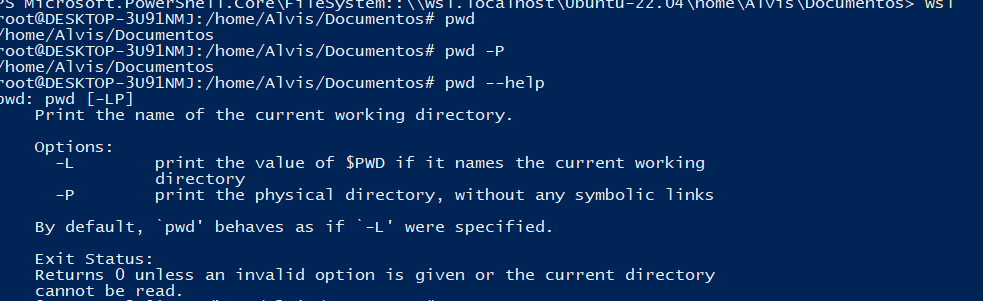 PS Microsoft.PowerShell.Core\FileSystem::\\wsl.localhost\Ubuntu-22.04\home\Alvis\Documentos> wsl
root@DESKTOP-3U91NMJ:/home/Alvis/Documentos# pwd
/home/Alvis/Documentos
root@DESKTOP-3U91NMJ:/home/Alvis/Documentos# pwd -P
/home/Alvis/Documentos
root@DESKTOP-3U91NMJ:/home/Alvis/Documentos# pwd --help
pwd: pwd [-LP]
    Print the name of the current working directory.

    Options:
      -L        print the value of $PWD if it names the current working
                directory
      -P        print the physical directory, without any symbolic links

    By default, `pwd' behaves as if `-L' were specified.

    Exit Status:
    Returns 0 unless an invalid option is given or the current directory
    cannot be read.